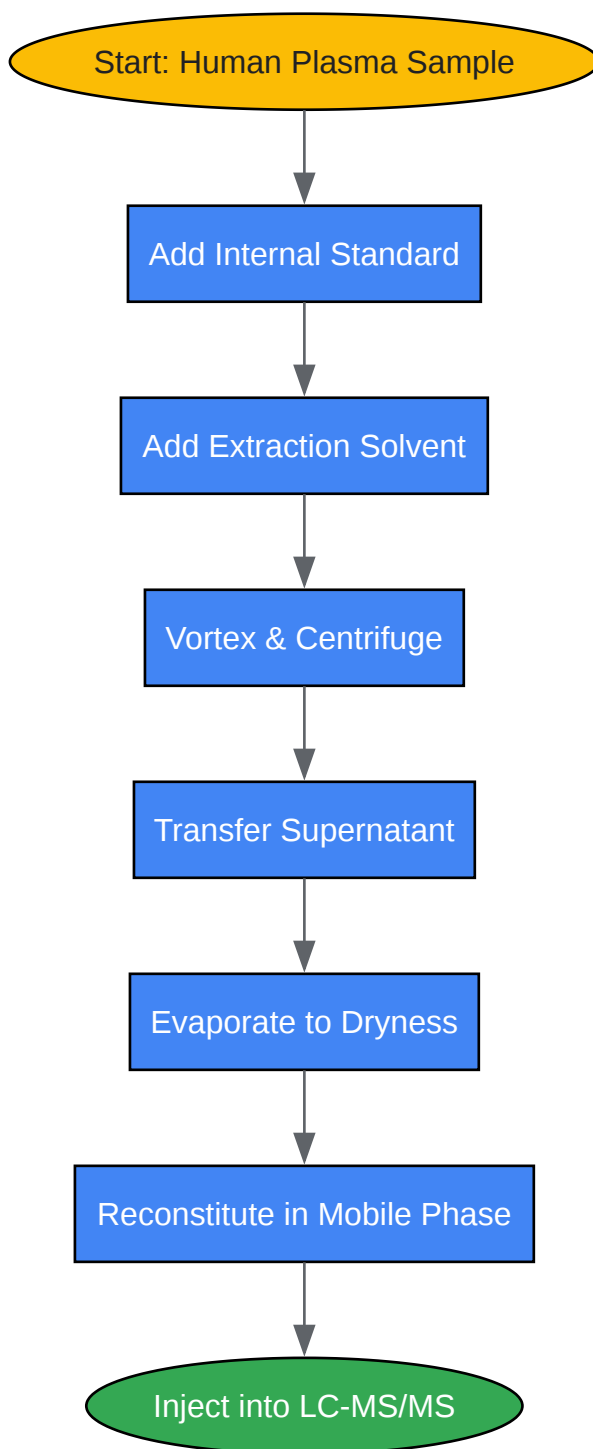 Start: Human Plasma Sample
Add Internal Standard
Add Extraction Solvent
Vortex & Centrifuge
Transfer Supernatant
Evaporate to Dryness
Reconstitute in Mobile Phase
Inject into LC-MS/MS